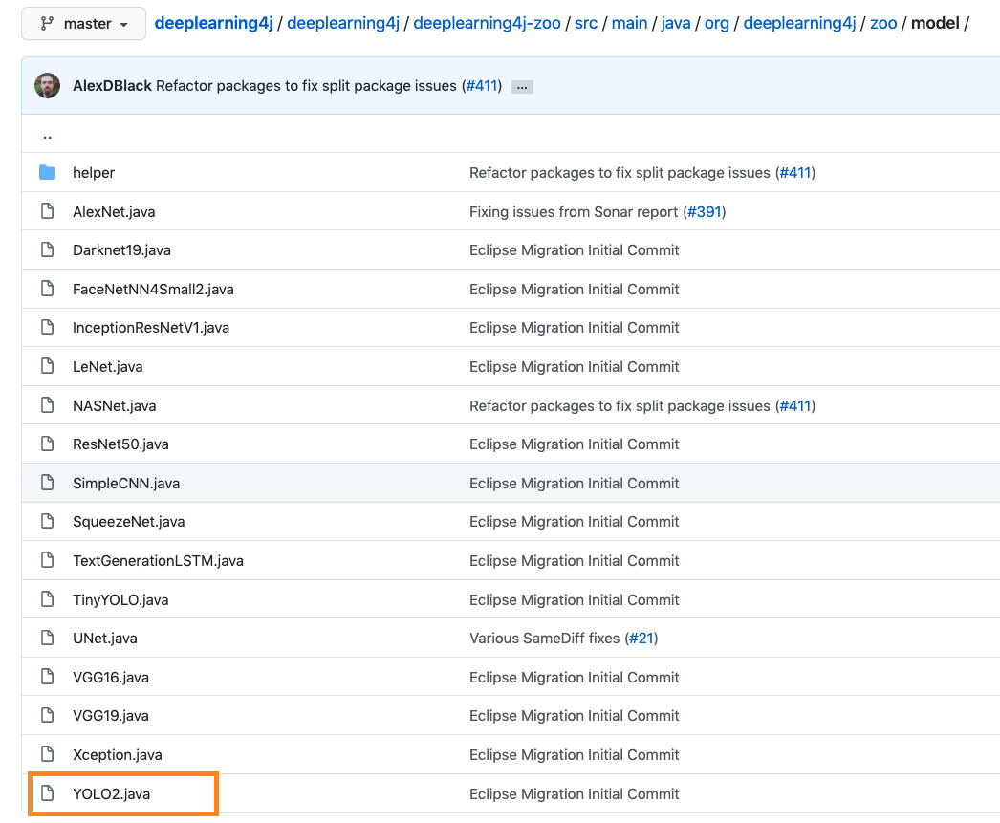 master deeplearning4j / deeplearning4j / deeplearning4j-zoo / src / main / java / org / deeplearning4j / zoo / model /
AlexDBlack Refactor packages to fix split package issues (#411) ...
..
helper Refactor packages to fix split package issues (#411)
AlexNet.java Fixing issues from Sonar report (#391)
Darknet19.java Eclipse Migration Initial Commit
FaceNetNN4Small2.java Eclipse Migration Initial Commit
InceptionResNetV1.java Eclipse Migration Initial Commit
LeNet.java Eclipse Migration Initial Commit
NASNet.java Refactor packages to fix split package issues (#411)
ResNet50.java Eclipse Migration Initial Commit
SimpleCNN.java Eclipse Migration Initial Commit
SqueezeNet.java Eclipse Migration Initial Commit
TextGenerationLSTM.java Eclipse Migration Initial Commit
TinyYOLO.java Eclipse Migration Initial Commit
UNet.java Various SameDiff fixes (#21)
VGG16.java Eclipse Migration Initial Commit
VGG19.java Eclipse Migration Initial Commit
Xception.java Eclipse Migration Initial Commit
YOLO2.java Eclipse Migration Initial Commit